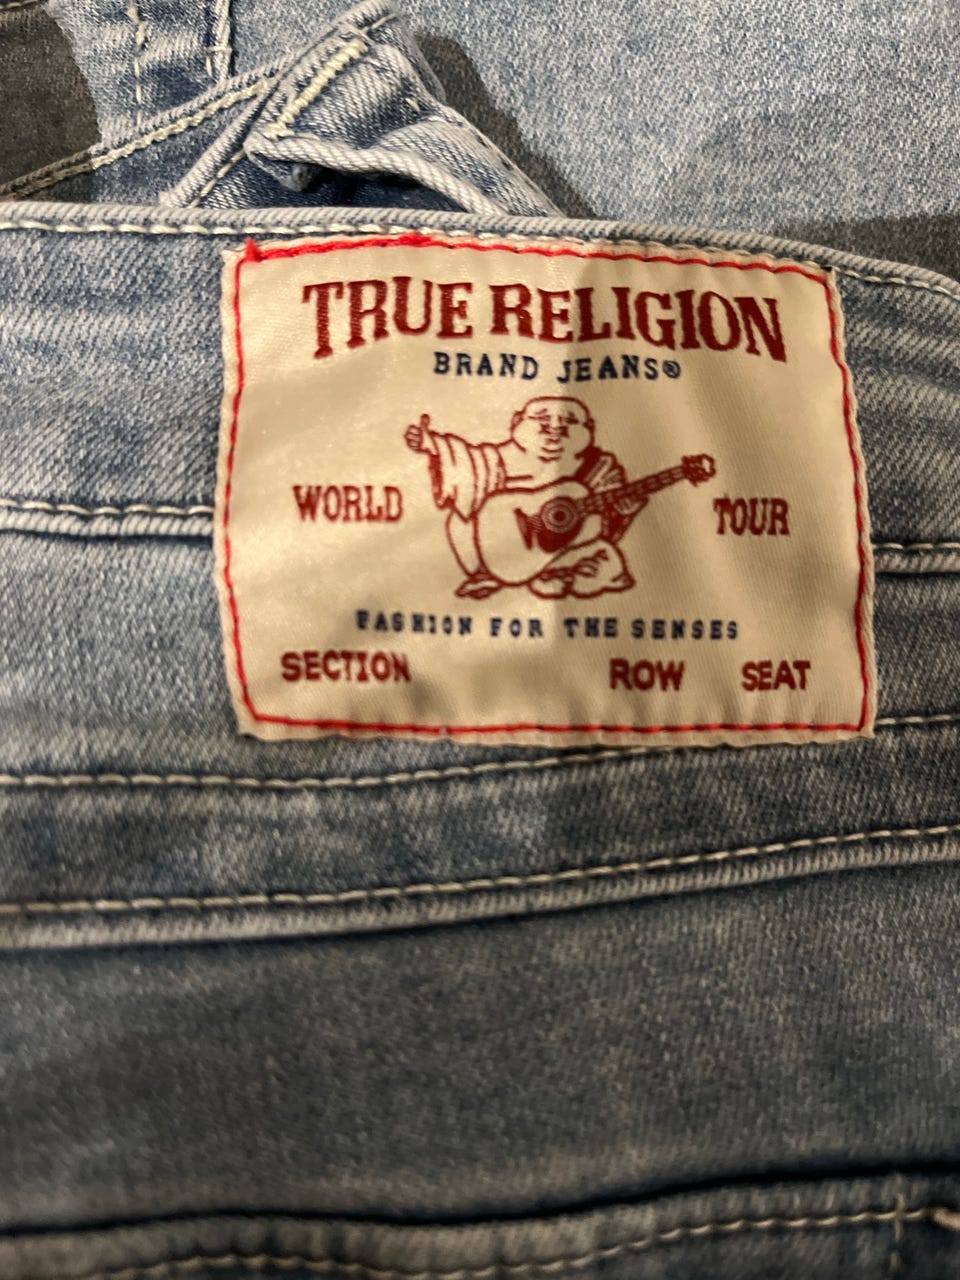 TRUE RELIGION
BRAND JEANS®
WORLD TOUR
FASHION FOR THE SENSES
SECTION ROW SEAT